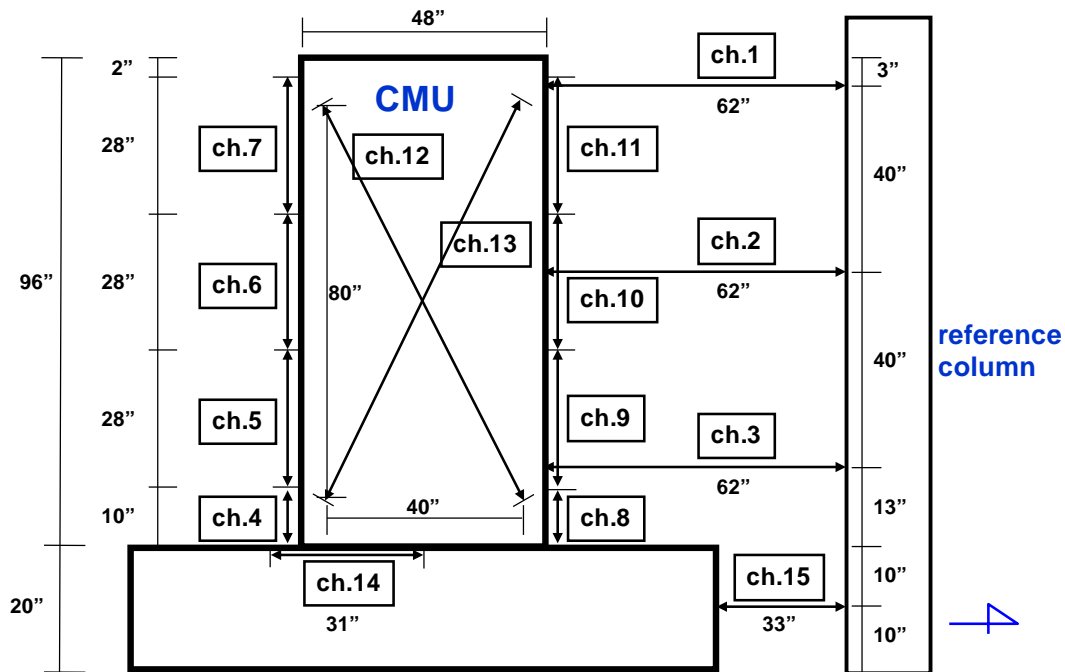 48”
ch.1
2”
3”
CMU
62”
28”
ch.7
ch.12
ch.11
40”
ch.13
ch.2
96”
28”
ch.6
80”
ch.10
62”
reference
column
40”
28”
ch.5
ch.9
ch.3
62”
10”
ch.4
40”
ch.8
13”
ch.14
ch.15
10”
20”
31”
33”
10”